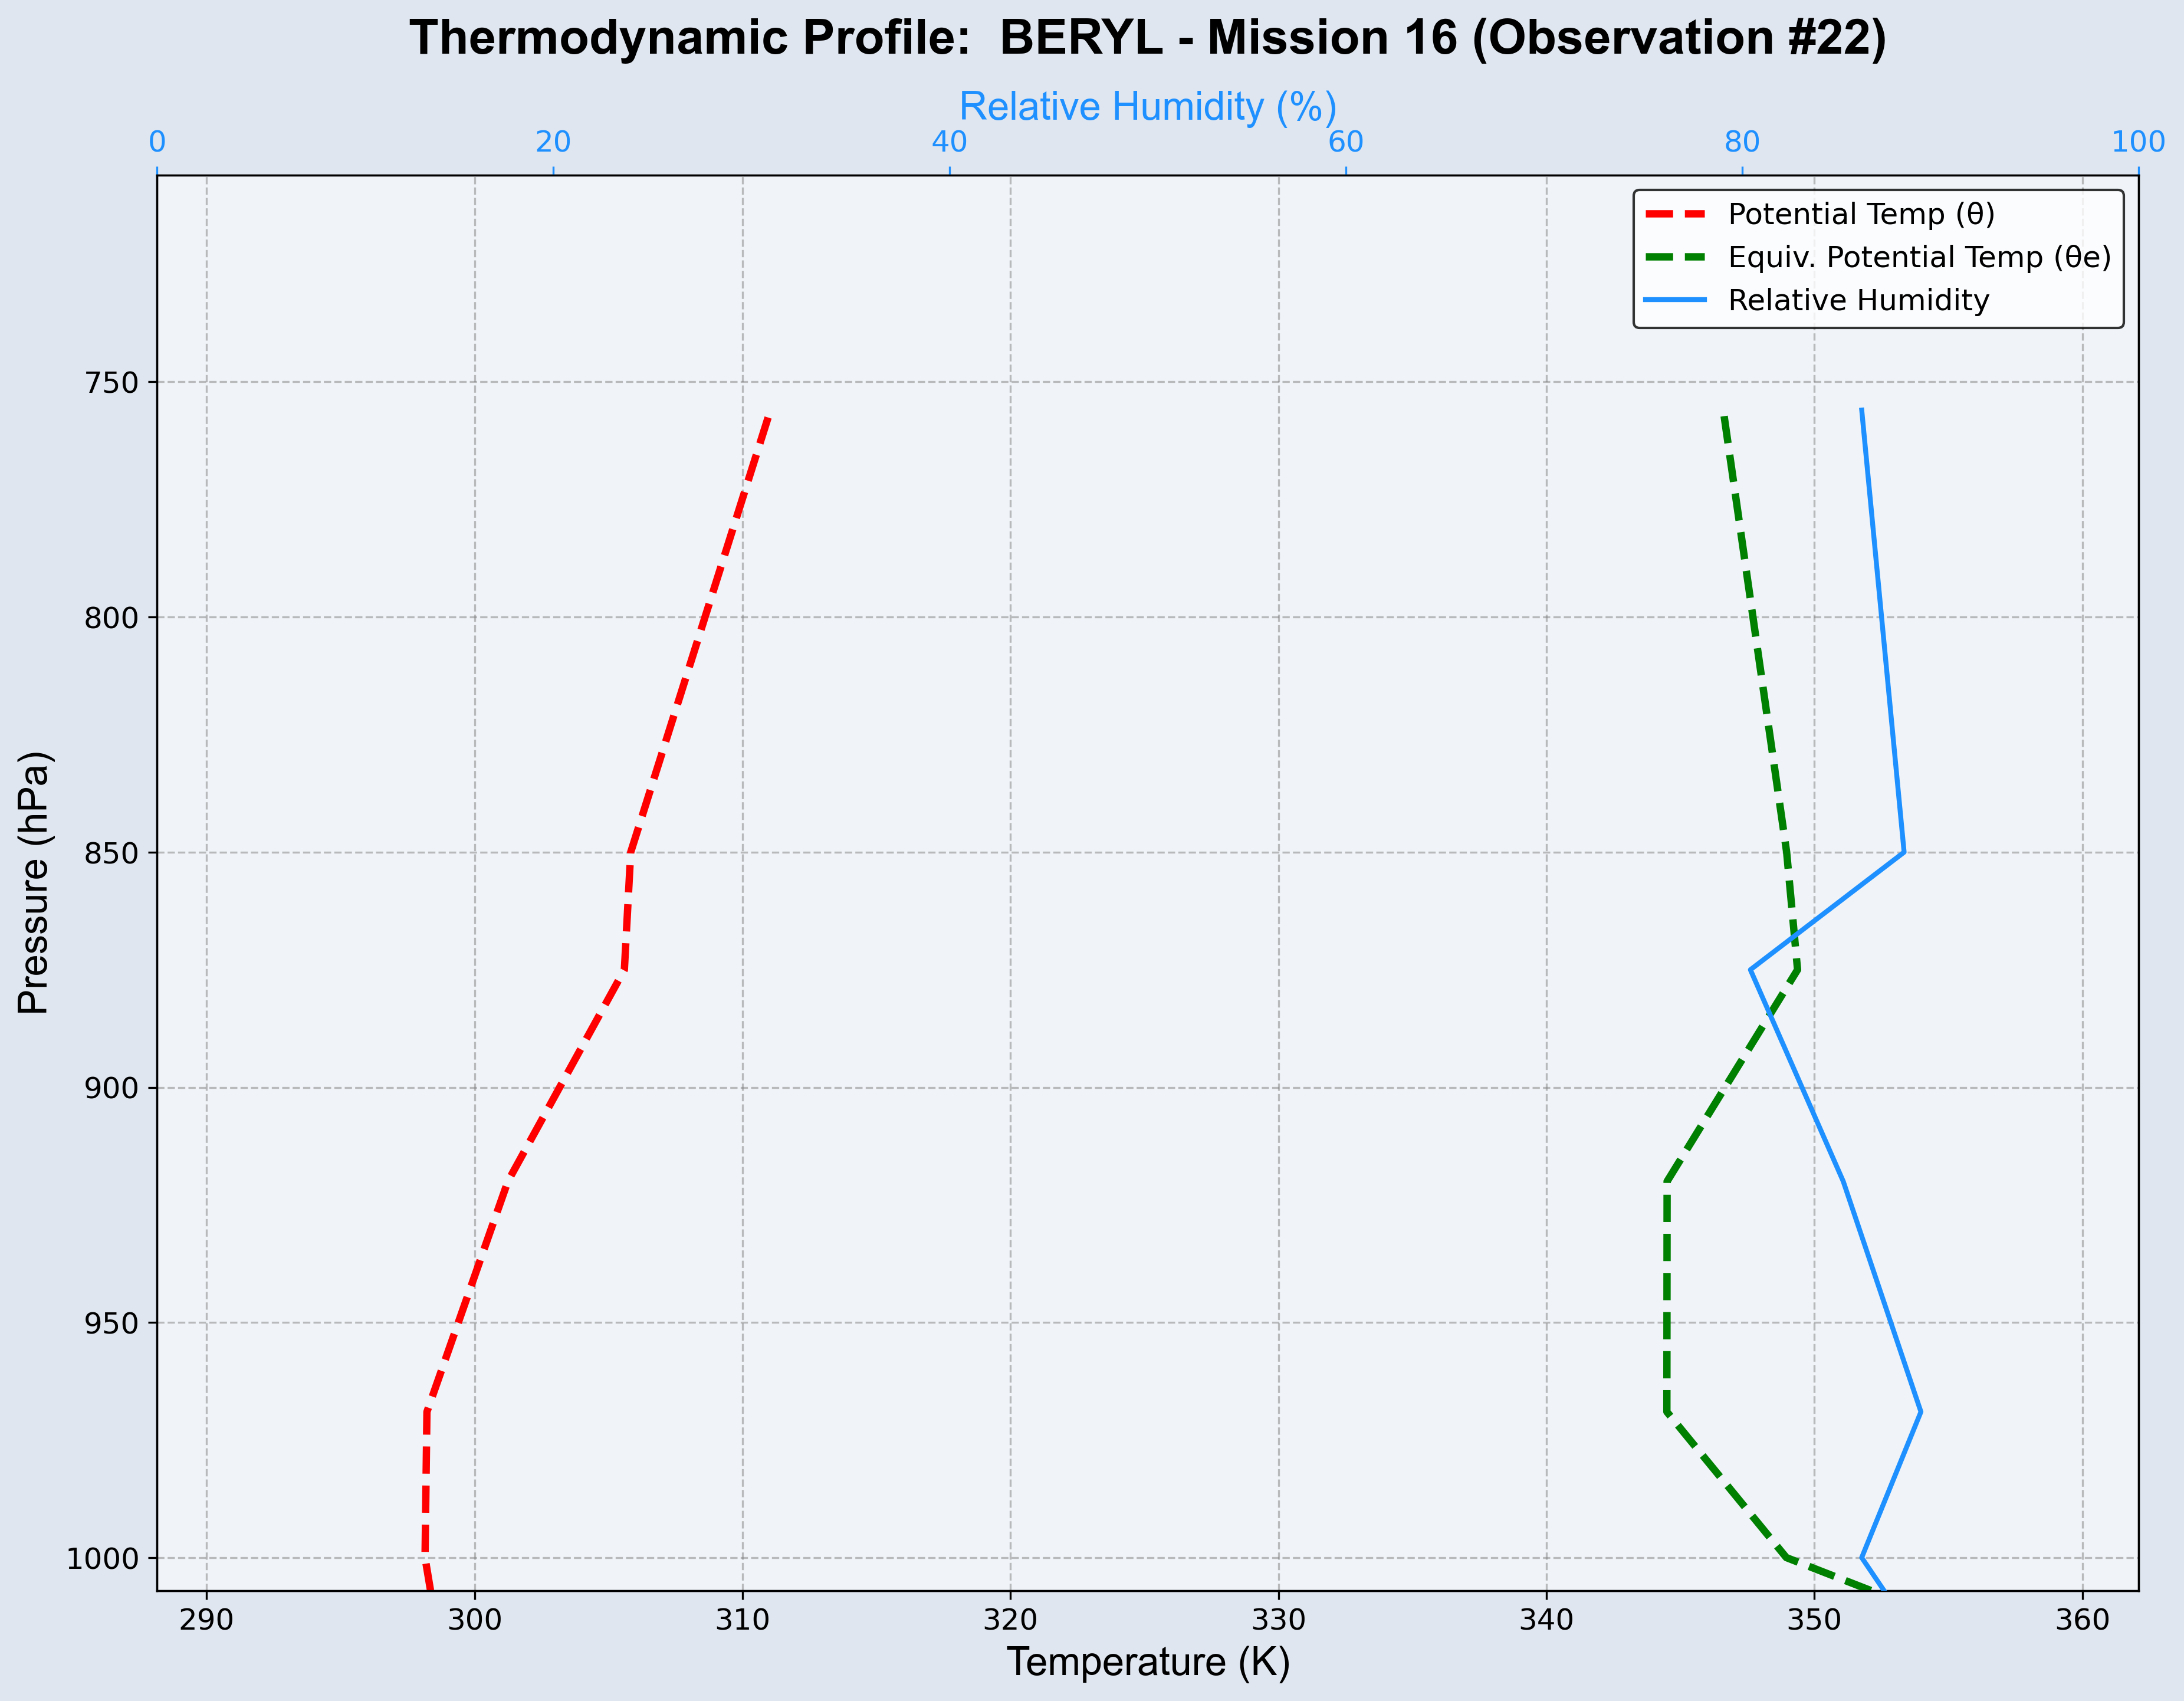 Thermodynamic Profile:  BERYL - Mission 16 (Observation #22)
Relative Humidity (%)
0 20 40 60 80 100
Potential Temp (θ)
Equiv. Potential Temp (θe)
Relative Humidity
750
800
850
900
950
1000
Pressure (hPa)
290 300 310 320 330 340 350 360
Temperature (K)